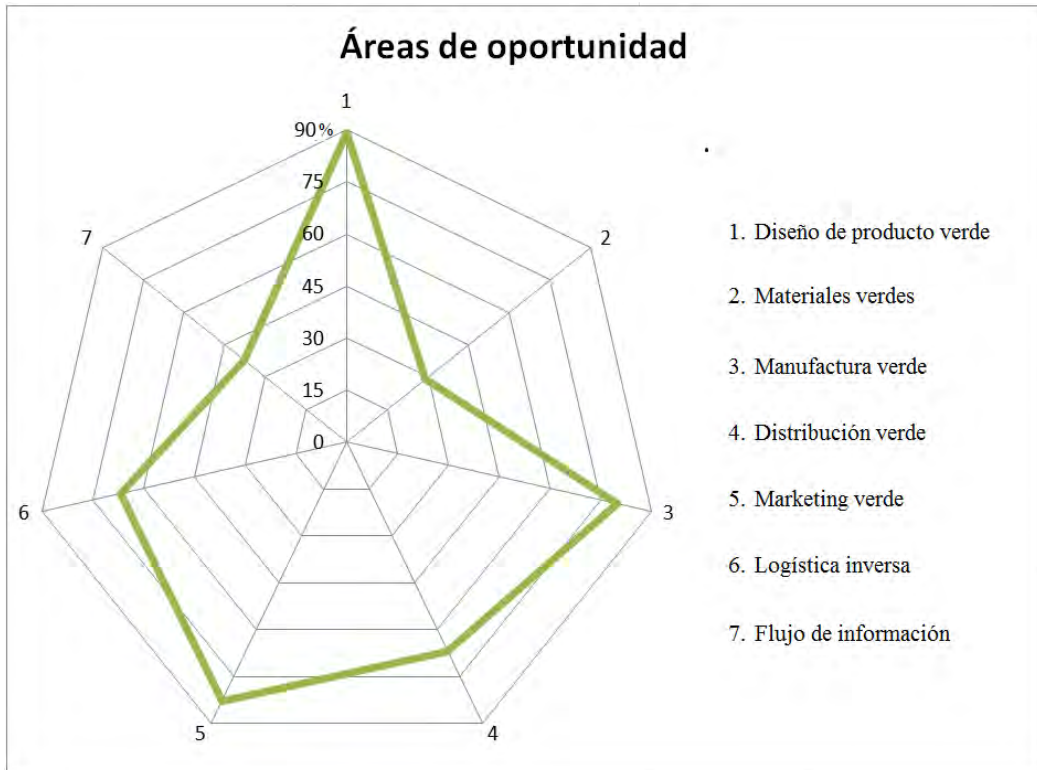 Áreas de oportunidad
1
90%
75
60
45
30
15
0
2
3
4
5
6
7
1. Diseño de producto verde
2. Materiales verdes
3. Manufactura verde
4. Distribución verde
5. Marketing verde
6. Logística inversa
7. Flujo de información